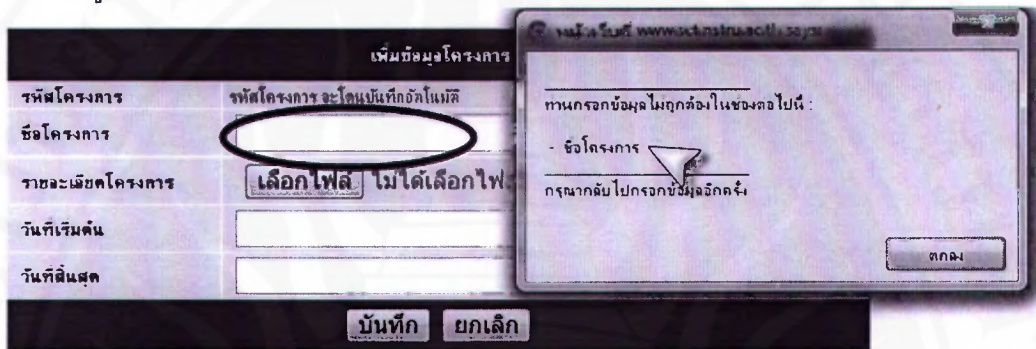 เพิ่มข้อมูลโครงการ
รหัสโครงการ รหัสโครงการ จะโดนบันทึกอัตโนมัติ
ชื่อโครงการ
รายละเอียดโครงการ เลือกไฟล์ ไม่ได้เลือกไฟ
วันที่เริ่มต้น
วันที่สิ้นสุด
บันทึก ยกเลิก
ท่านกรอกข้อมูลไม่ถูกต้องในช่องต่อไปนี้ :
- ชื่อโครงการ
กรุณากลับไปกรอกข้อมูลอีกครั้ง
ตกลง